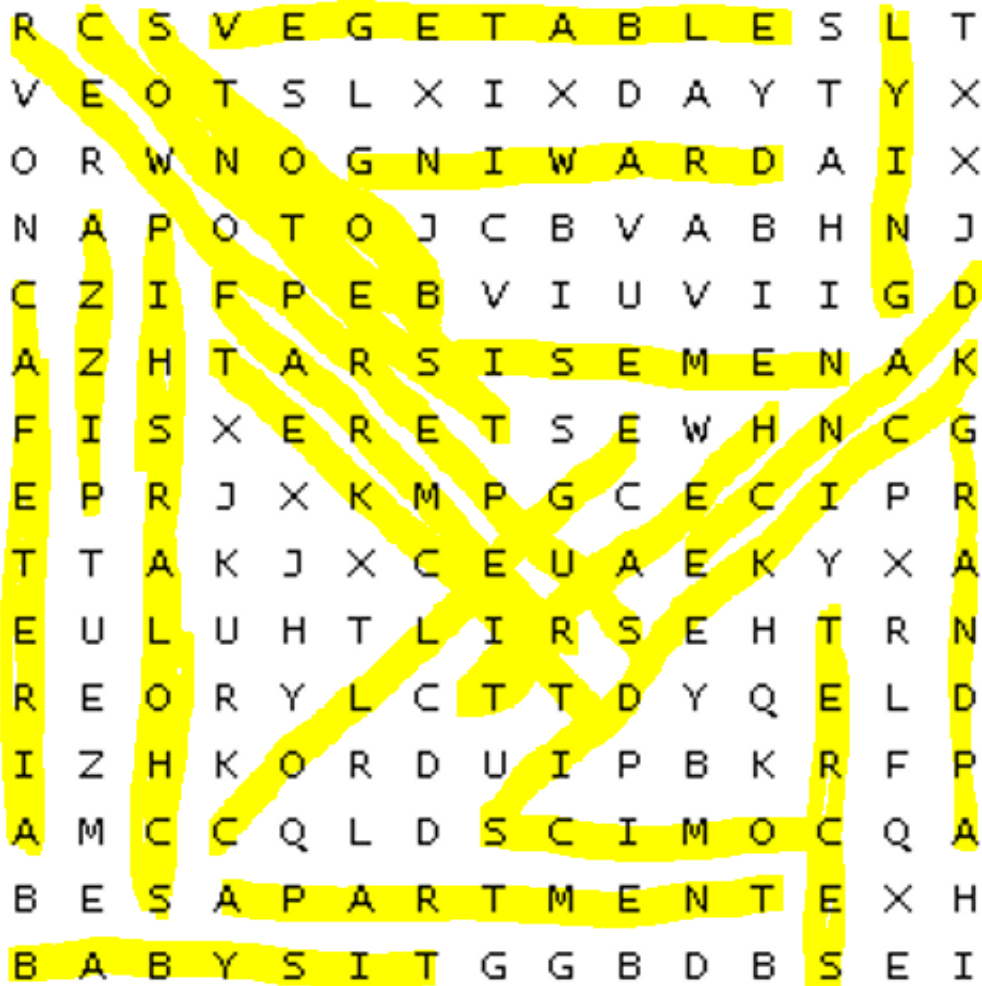 R C S V E G E T A B L E S L T
V E O T S L X I X D A Y T Y X
O R W N O G N I W A R D A I X
N A P O T O J C B V A B H N J
C Z I F P E B V I U V I I G D
A Z H T A R S I S E M E N A K
F I S X E R E T S E W H N C G
E P R J X K M P G C E C I P R
T T A K J X C E U A E K Y X A
E U L U H T L I R S E H T R N
R E O R Y L C T T D Y Q E L D
I Z H K O R D U I P B K R F P
A M C C Q L D S C I M O C Q A
B E S A P A R T M E N T E X H
B A B Y S I T G G B D B S E I